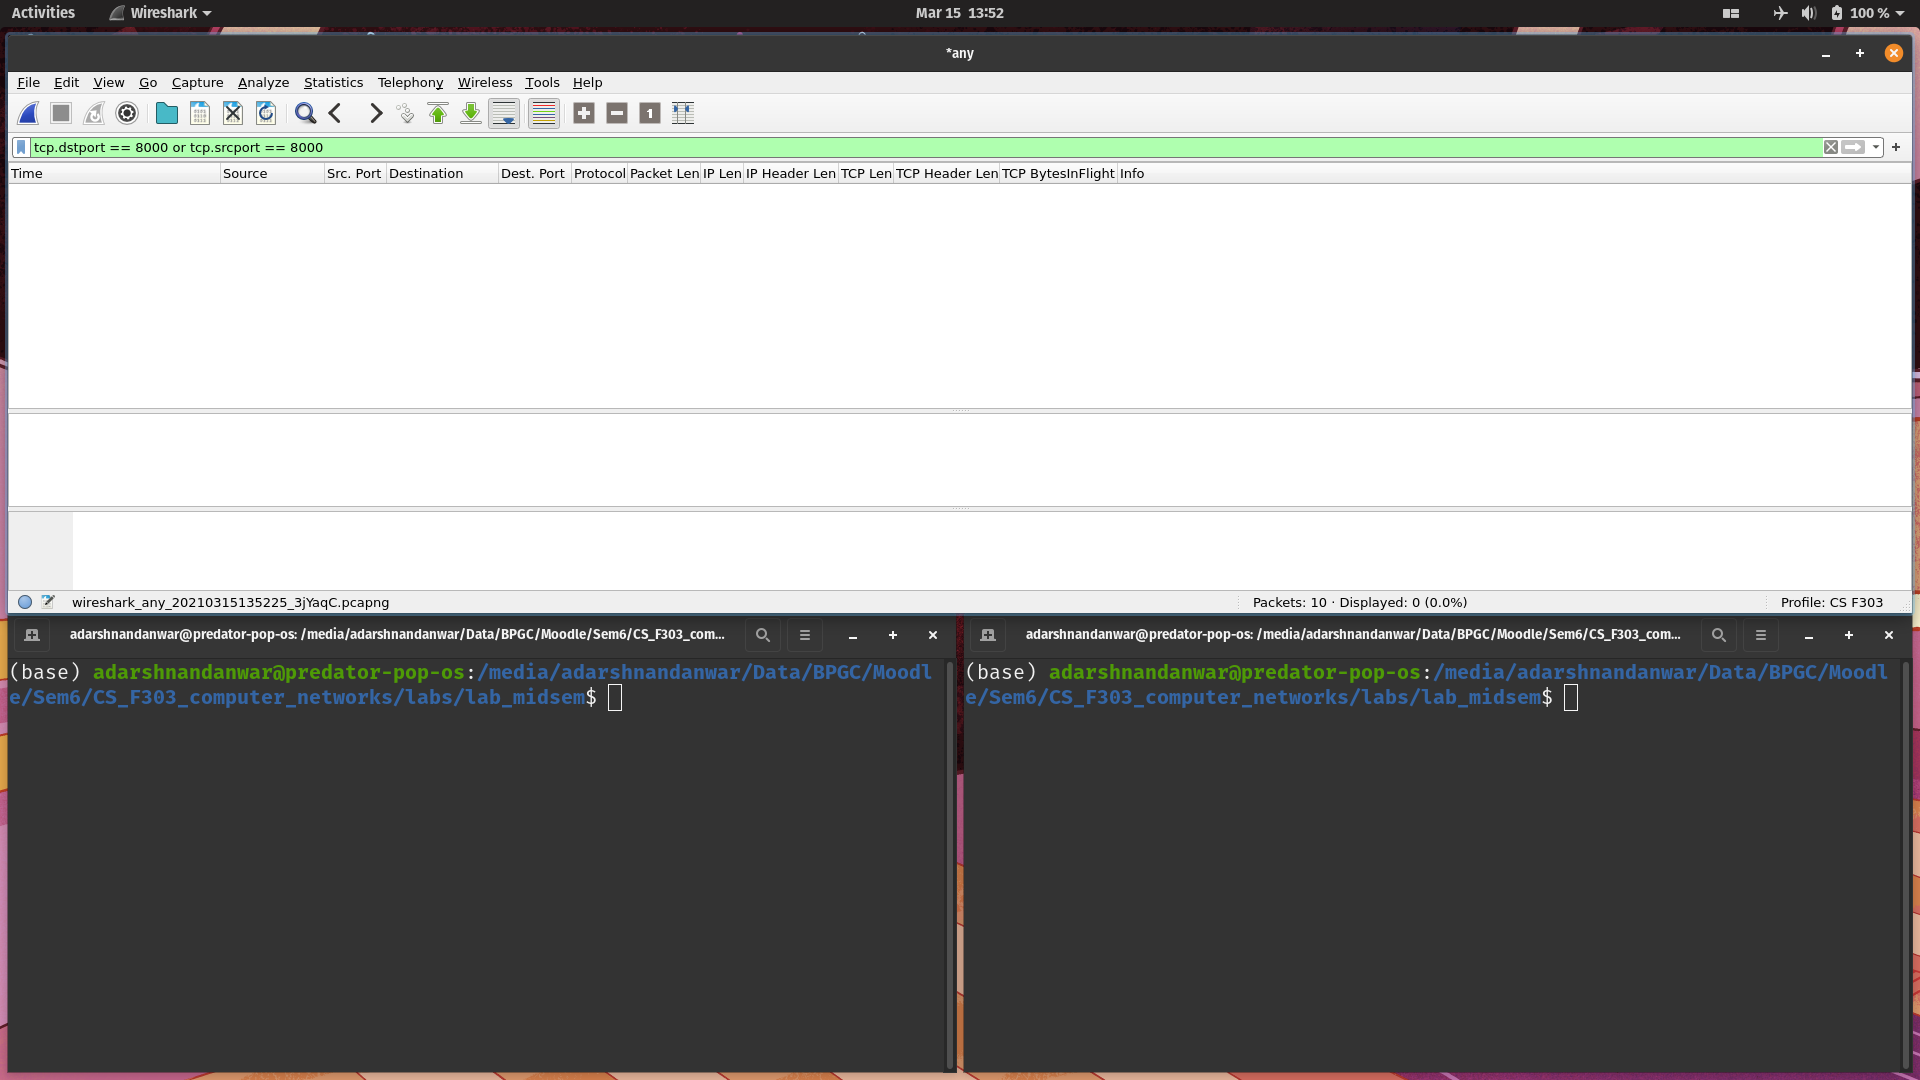 Activities Wireshark Mar 15 13:52 100 %
*any
File Edit View Go Capture Analyze Statistics Telephony Wireless Tools Help
tcp.dstport == 8000 or tcp.srcport == 8000
Time Source Src. Port Destination Dest. Port Protocol Packet Len IP Len IP Header Len TCP Len TCP Header Len TCP BytesInFlight Info
wireshark_any_20210315135225_3jYaqC.pcapng Packets: 10 · Displayed: 0 (0.0%) Profile: CS F303
adarshnandanwar@predator-pop-os: /media/adarshnandanwar/Data/BPGC/Moodle/Sem6/CS_F303_com...
(base) adarshnandanwar@predator-pop-os:/media/adarshnandanwar/Data/BPGC/Moodl
e/Sem6/CS_F303_computer_networks/labs/lab_midsem$
adarshnandanwar@predator-pop-os: /media/adarshnandanwar/Data/BPGC/Moodle/Sem6/CS_F303_com...
(base) adarshnandanwar@predator-pop-os:/media/adarshnandanwar/Data/BPGC/Moodl
e/Sem6/CS_F303_computer_networks/labs/lab_midsem$